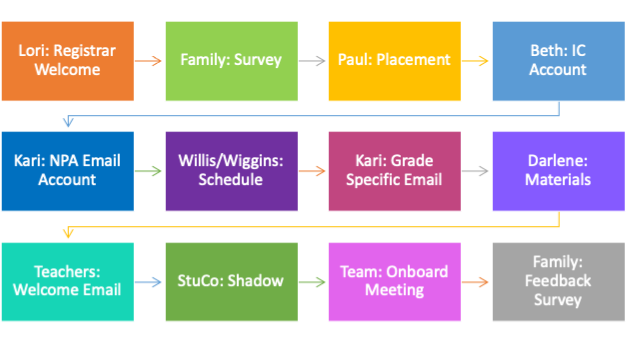 Lori: Registrar
Welcome
Family: Survey
Paul: Placement
Beth: IC
Account
Kari: NPA Email
Account
Willis/Wiggins:
Schedule
Kari: Grade
Specific Email
Darlene:
Materials
Teachers:
Welcome Email
StuCo: Shadow
Team: Onboard
Meeting
Family:
Feedback
Survey